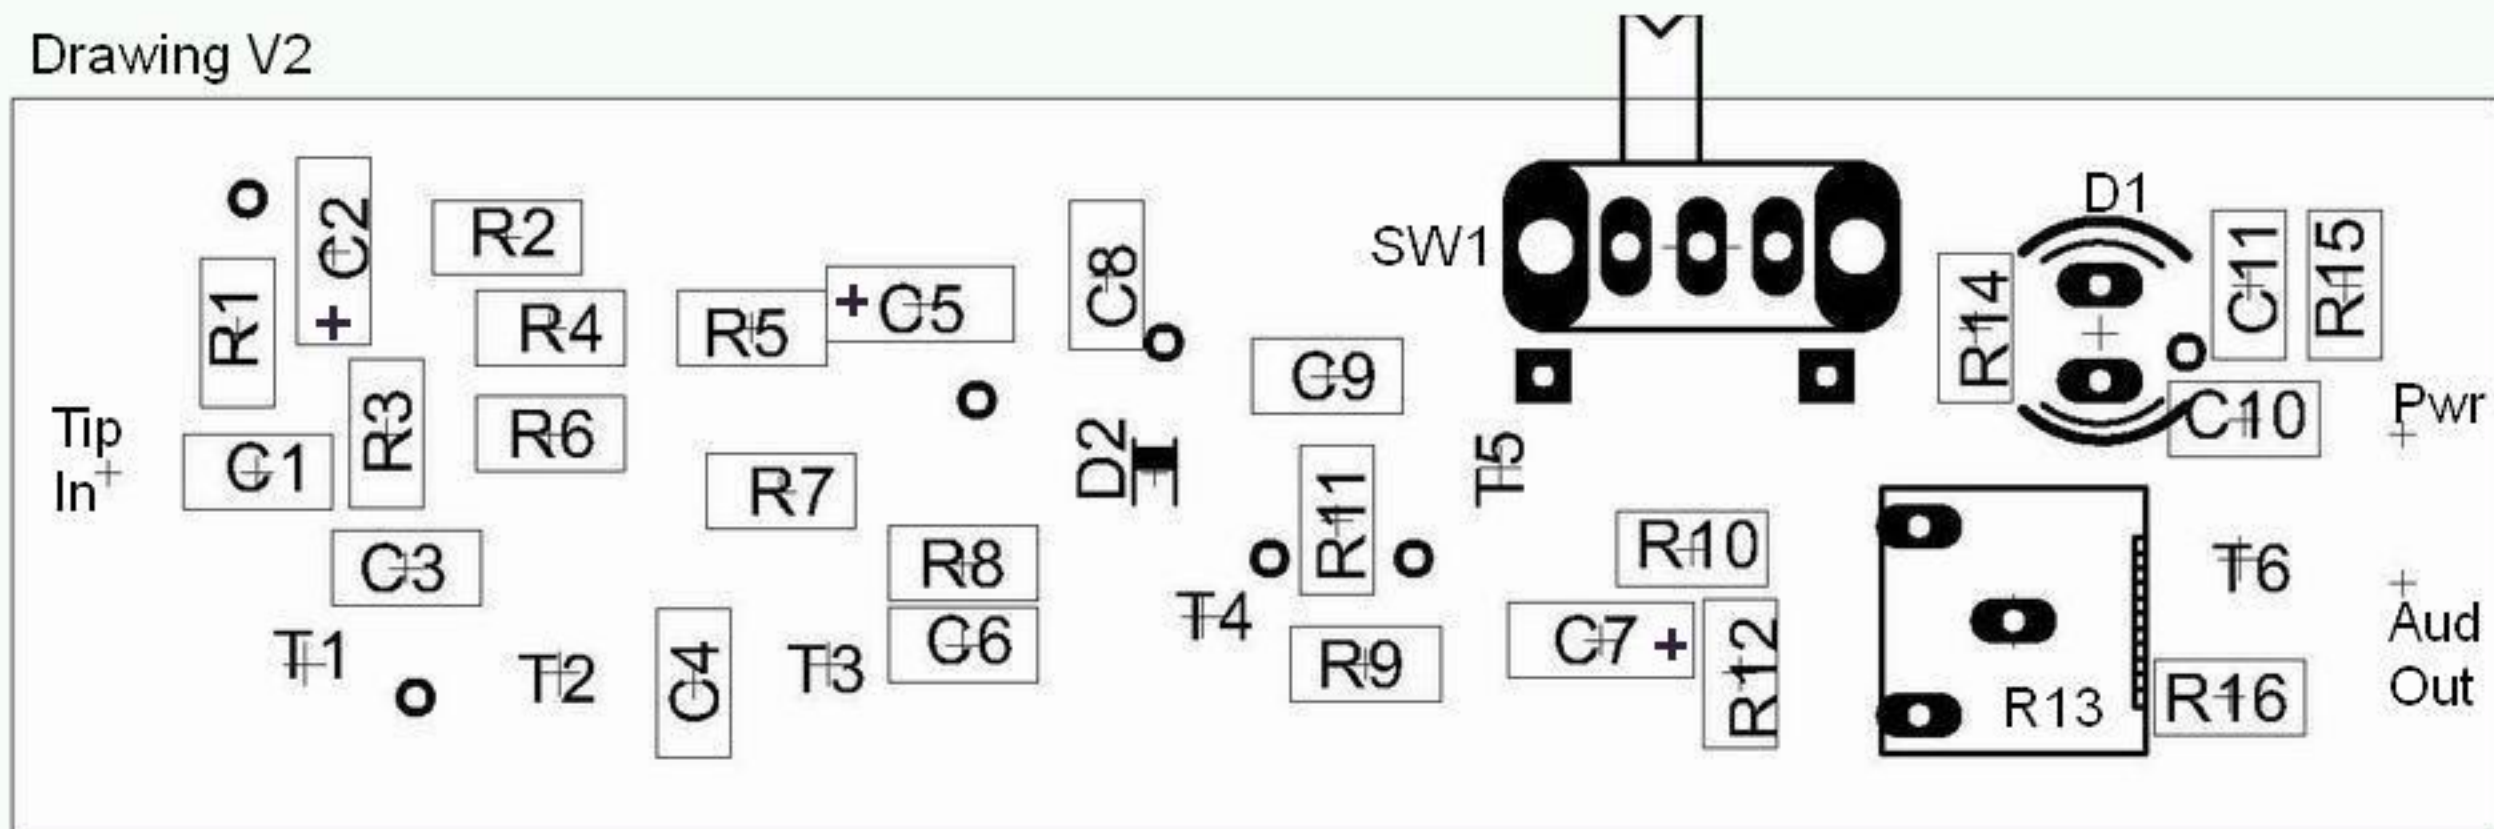 Drawing V2
D1
C2
R2
C11
R15
SW1
R1
R4
R5
+ C5
C8
R14
+
C9
Pwr
Tip
In
R3
R6
C10
C1
D2
T5
R7
R11
C3
R8
R10
T6
T4
Aud
Out
T1
T2
C4
T3
C6
R9
C7 +
R12
R13
R16